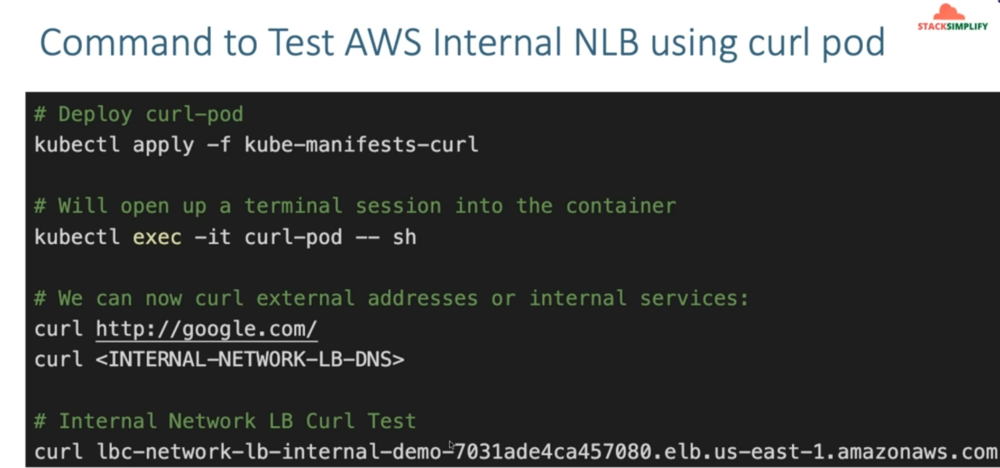 STACKSIMPLIFY
Command to Test AWS Internal NLB using curl pod
# Deploy curl-pod
kubectl apply -f kube-manifests-curl
# Will open up a terminal session into the container
kubectl exec -it curl-pod -- sh
# We can now curl external addresses or internal services:
curl http://google.com/
curl <INTERNAL-NETWORK-LB-DNS>
# Internal Network LB Curl Test
curl lbc-network-lb-internal-demo-7031ade4ca457080.elb.us-east-1.amazonaws.com